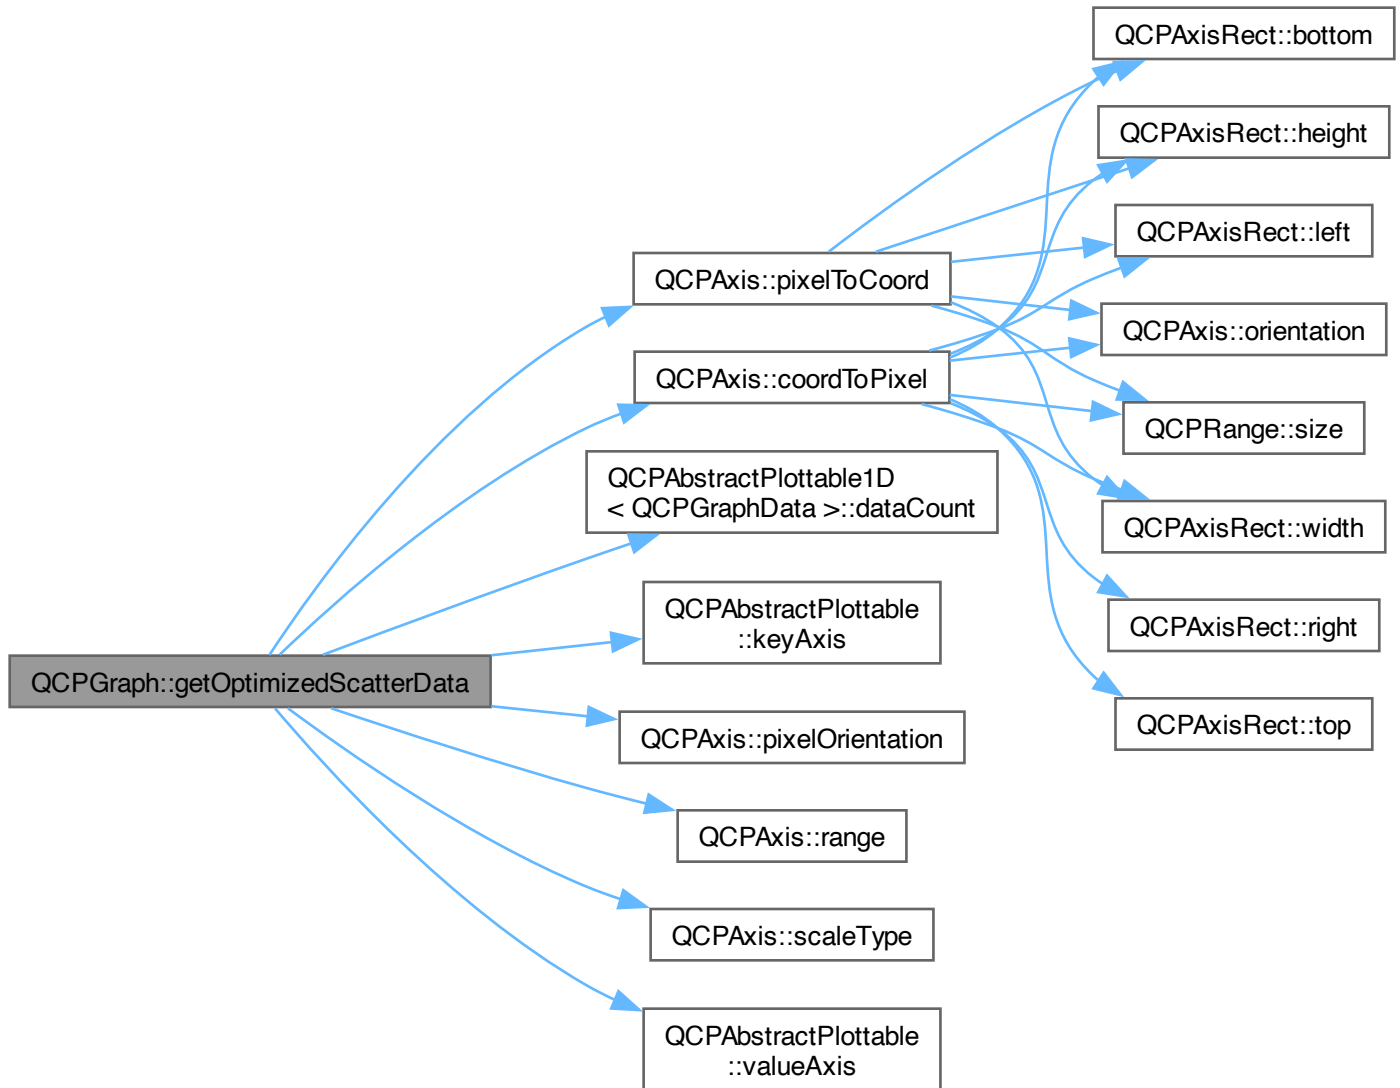 QCPAxisRect::bottom
QCPAxisRect::height
QCPAxisRect::left
QCPAxis::pixelToCoord
QCPAxis::orientation
QCPAxis::coordToPixel
QCPRange::size
QCPAbstractPlottable1D
< QCPGraphData >::dataCount
QCPAxisRect::width
QCPAbstractPlottable
::keyAxis
QCPAxisRect::right
QCPGraph::getOptimizedScatterData
QCPAxis::pixelOrientation
QCPAxisRect::top
QCPAxis::range
QCPAxis::scaleType
QCPAbstractPlottable
::valueAxis